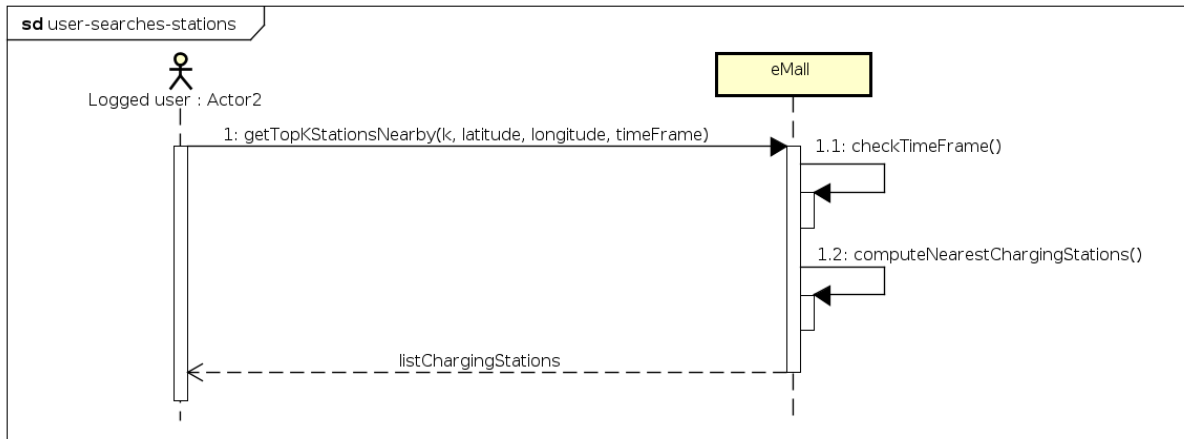 sd user-searches-stations
Logged user : Actor2
eMall
1: getTopKStationsNearby(k, latitude, longitude, timeFrame)
1.1: checkTimeFrame()
1.2: computeNearestChargingStations()
listChargingStations